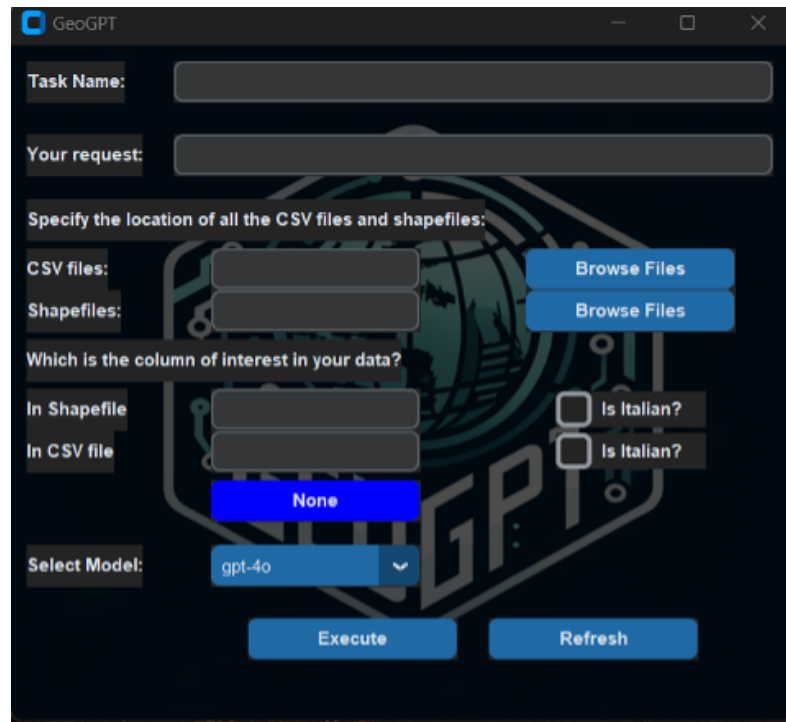 GeoGPT
Task Name:
Your request:
Specify the location of all the CSV files and shapefiles:
CSV files:
Browse Files
Shapefiles:
Browse Files
Which is the column of interest in your data?
In Shapefile
Is Italian?
In CSV file
Is Italian?
None
Select Model:
gpt-4o
Execute
Refresh